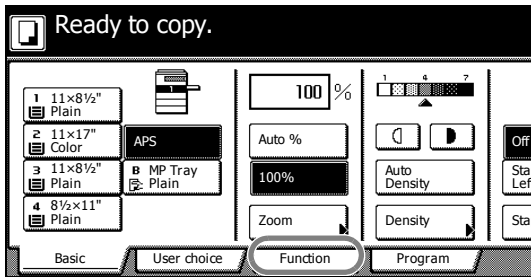 Ready to copy.
1 11×8½"
Plain
2 11×17"
Color
3 11×8½"
Plain
4 8½×11"
Plain
1
APS
B MP Tray
Plain
100 %
Auto %
100%
Zoom
1 4 7
Auto
Density
Density
Off
Sta
Lef
Sta
Basic
User choice
Function
Program